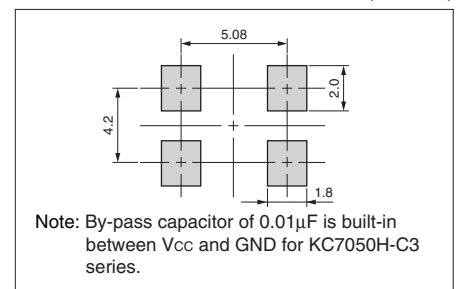 5.08
2.0
4.2
1.8
Note: By-pass capacitor of 0.01μF is built-in
between Vcc and GND for KC7050H-C3
series.